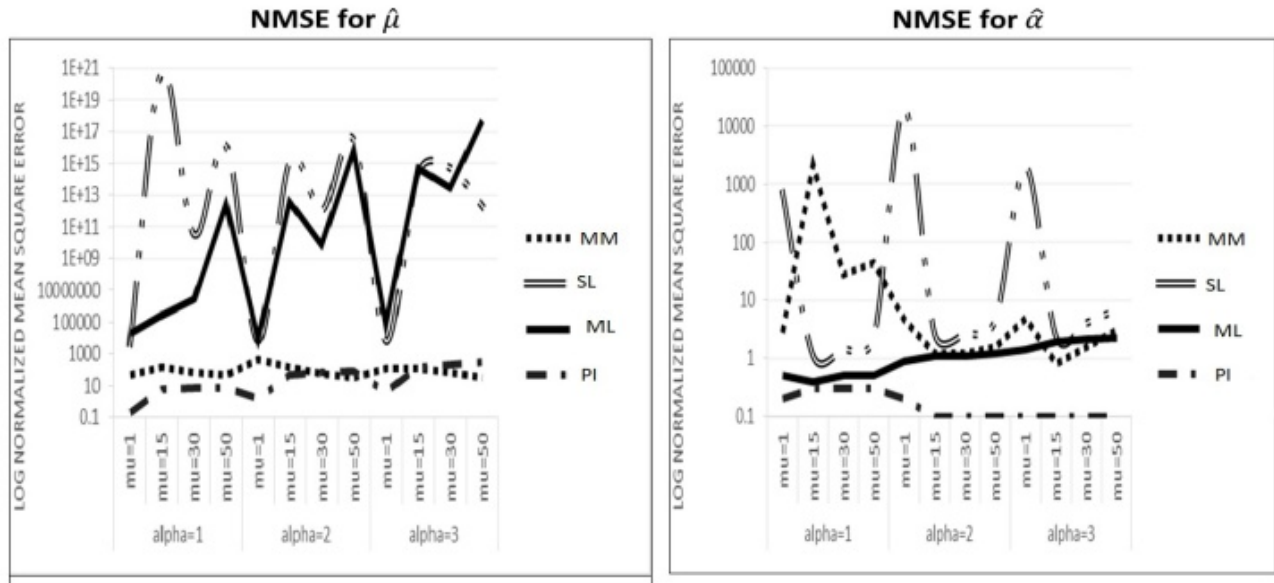 NMSE for μ̂
LOG NORMALIZED MEAN SQUARE ERROR
1E+21
1E+19
1E+17
1E+15
1E+13
1E+11
1E+09
10000000
100000
1000
10
0.1
mu=1
mu=15
mu=30
mu=50
mu=1
mu=15
mu=30
mu=50
mu=1
mu=15
mu=30
mu=50
alpha=1
alpha=2
alpha=3
MM
SL
ML
PI
NMSE for α̂
LOG NORMALIZED MEAN SQUARE ERROR
100000
10000
1000
100
10
1
0.1
mu=1
mu=15
mu=30
mu=50
mu=1
mu=15
mu=30
mu=50
mu=1
mu=15
mu=30
mu=50
alpha=1
alpha=2
alpha=3
MM
SL
ML
PI